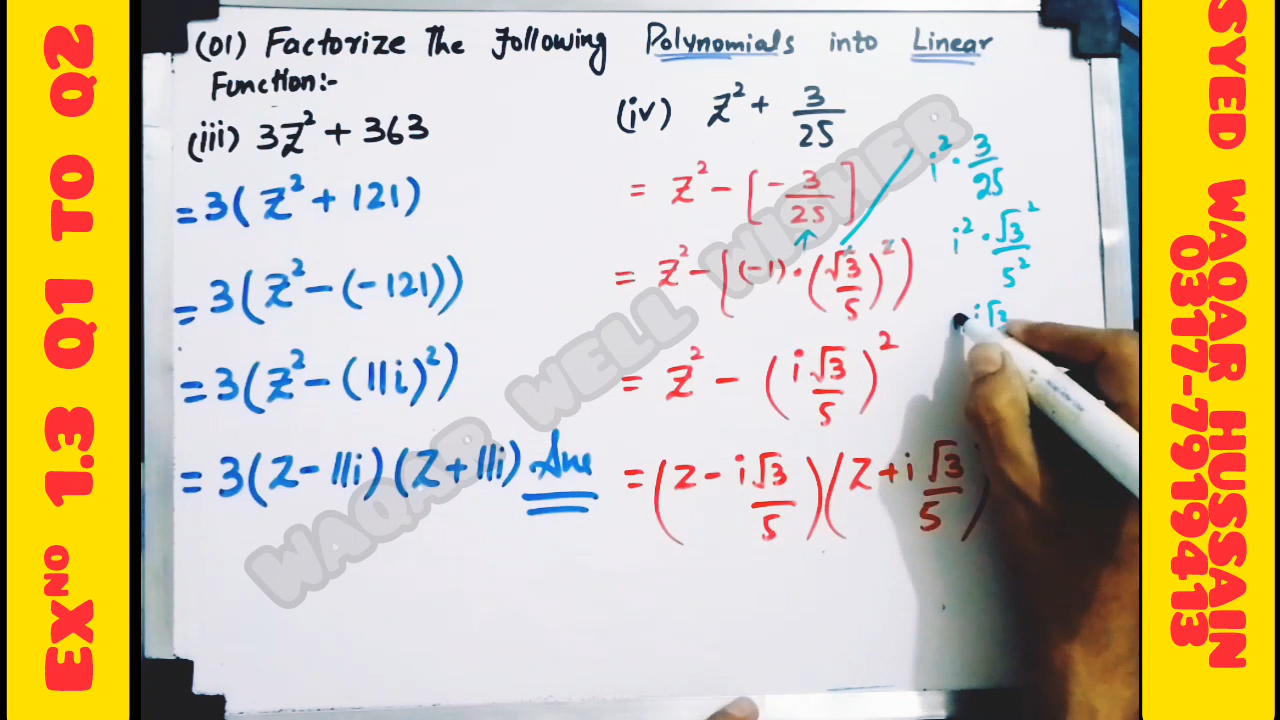 EXNO 1.3 Q1 TO Q2
(01) Factorize The Following Polynomials into Linear
Function:-
(iii) 3z² + 363
= 3(z² + 121)
= 3(z² - (-121))
= 3(z² - (11i)²)
= 3(z - 11i)(z + 11i) Ans
(iv) z² + 3/25
= z² - [-3/25]
= z² - ((-1)·(√3/5)²)
= z² - (i√3/5)²
= (z - i√3/5)(z + i√3/5)
i²·3/25
i²·√3²/5²
WAQAR WELL WISHER
SYED WAQAR HUSSAIN
0317-7919413